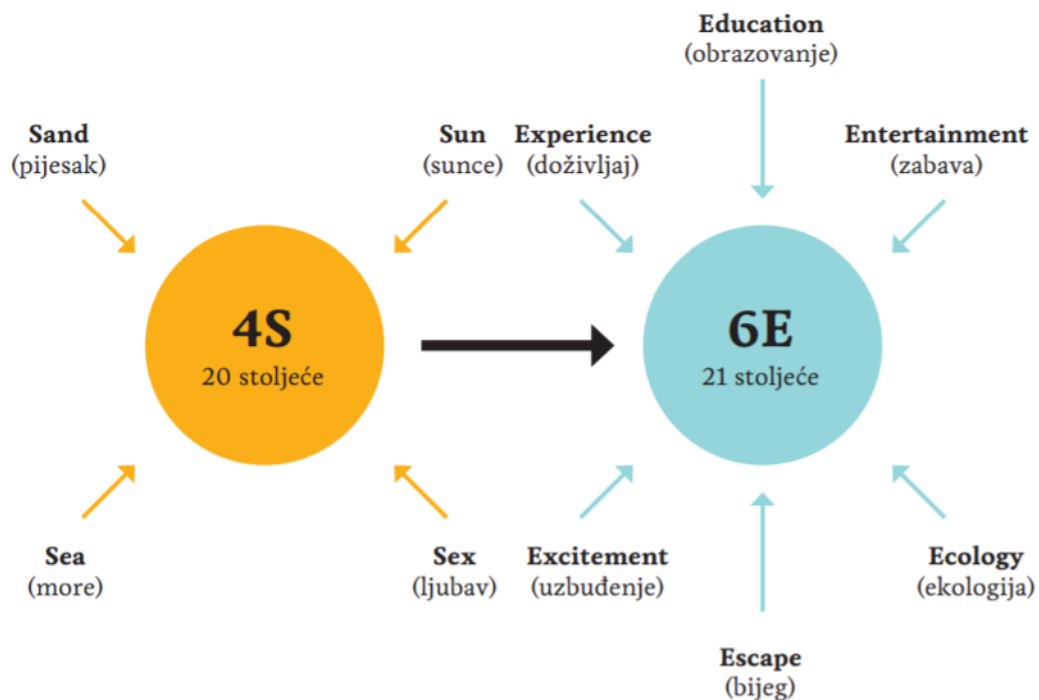 Education
(obrazovanje)
Sand
(pijesak)
Sun
(sunce)
Experience
(doživljaj)
Entertainment
(zabava)
4S
20 stoljeće
6E
21 stoljeće
Sea
(more)
Sex
(ljubav)
Excitement
(uzbuđenje)
Ecology
(ekologija)
Escape
(bijeg)